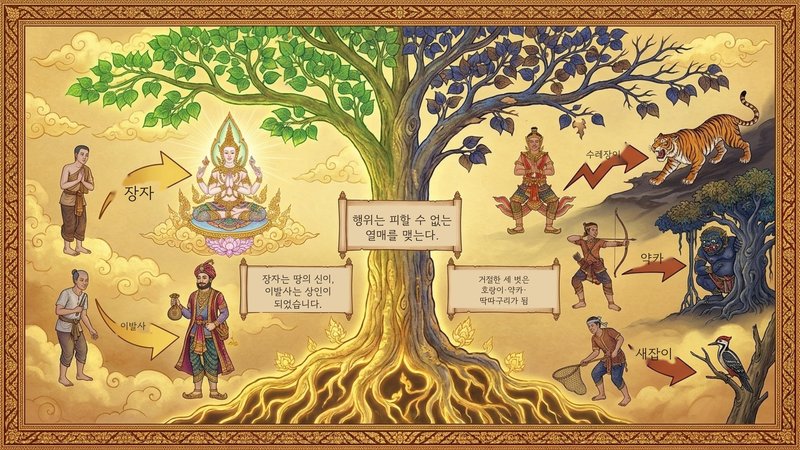 행위는 피할 수 없는
열매를 맺는다.
장자
이발사
장자는 땅의 신이,
이발사는 상인이
되었습니다.
수레장이
약카
새잡이
거절한 세 벗은
호랑이·약카·
딱따구리가 됨